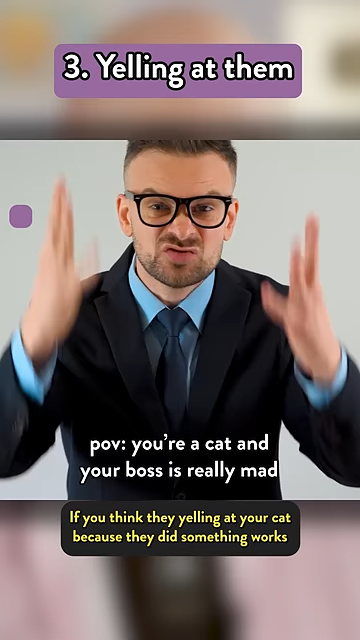 3. Yelling at them
pov: you're a cat and
your boss is really mad
If you think they yelling at your cat
because they did something works